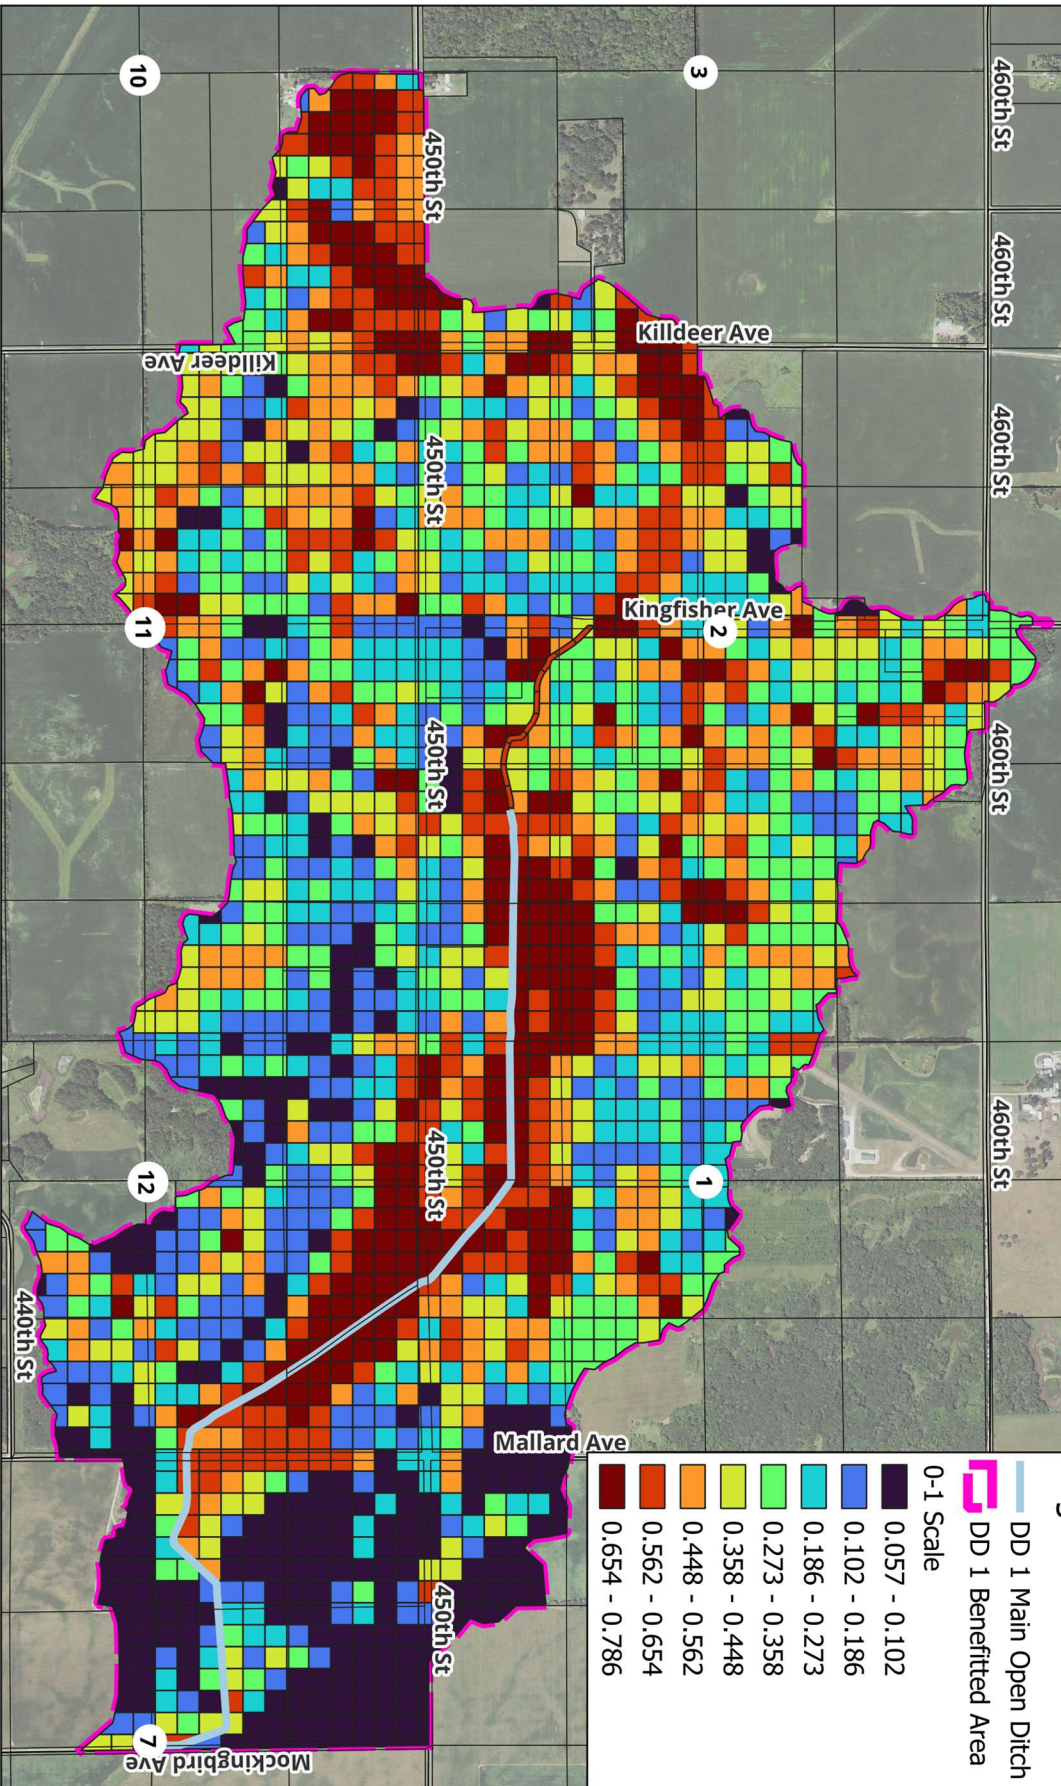 460th St
460th St
460th St
460th St
460th St
3
2
1
10
11
12
7
450th St
450th St
450th St
450th St
450th St
440th St
Killdeer Ave
Killdeer Ave
Kingfisher Ave
Mallard Ave
Mockingbird Ave
DD 1 Main Open Ditch
DD 1 Benefitted Area
0-1 Scale
0.057 - 0.102
0.102 - 0.186
0.186 - 0.273
0.273 - 0.358
0.358 - 0.448
0.448 - 0.562
0.562 - 0.654
0.654 - 0.786